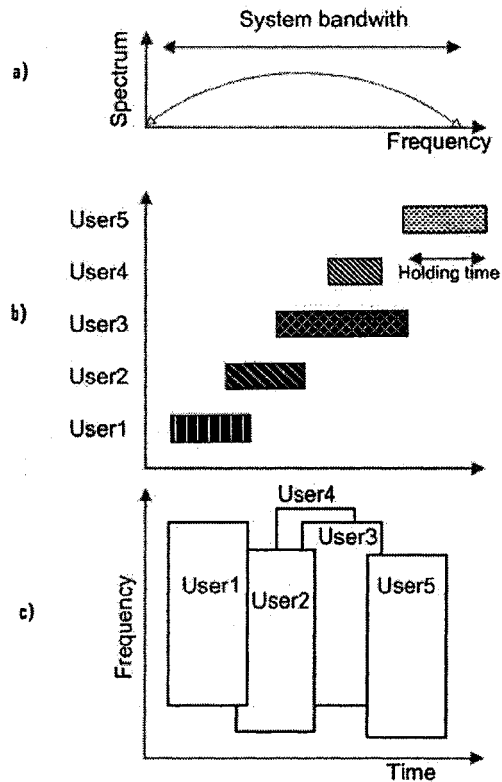 System bandwith
a)
Spectrum
Frequency
User5
User4
Holding time
b)
User3
User2
User1
User4
User3
User1
User5
User2
c)
Frequency
Time